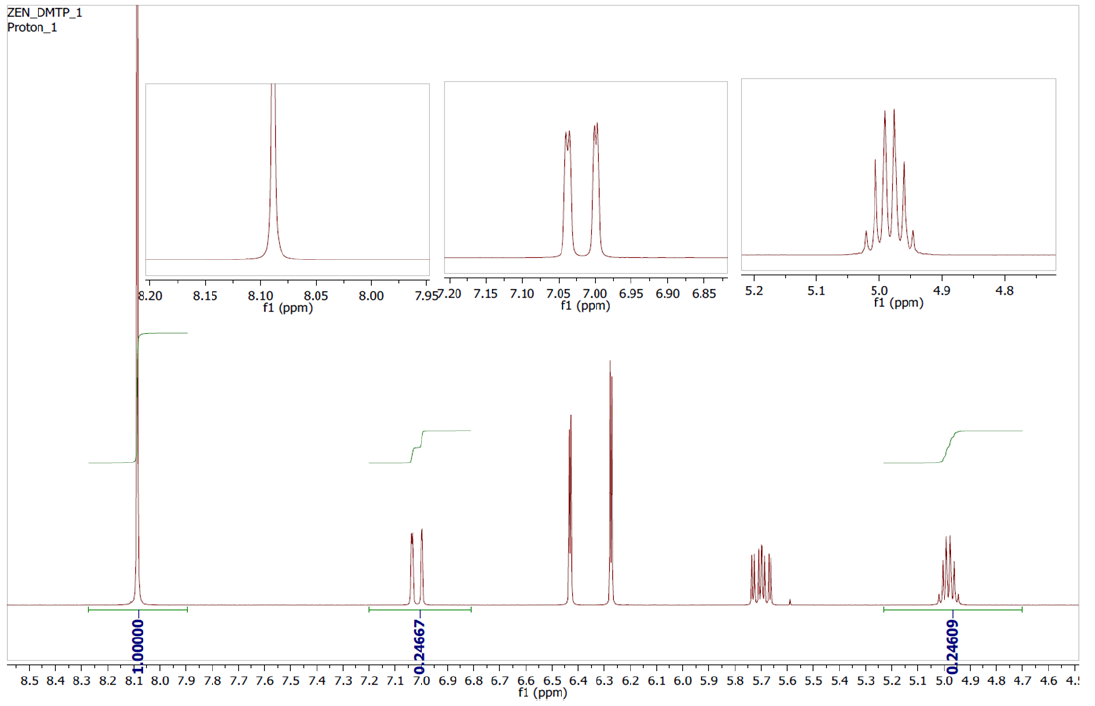 ZEN_DMTP_1
Proton_1
8.20 8.15 8.10 8.05 8.00 7.95
f1 (ppm)
7.20 7.15 7.10 7.05 7.00 6.95 6.90 6.85
f1 (ppm)
5.2 5.1 5.0 4.9 4.8
f1 (ppm)
1.00000
0.24667
0.24609
8.5 8.4 8.3 8.2 8.1 8.0 7.9 7.8 7.7 7.6 7.5 7.4 7.3 7.2 7.1 7.0 6.9 6.8 6.7 6.6 6.5 6.4 6.3 6.2 6.1 6.0 5.9 5.8 5.7 5.6 5.5 5.4 5.3 5.2 5.1 5.0 4.9 4.8 4.7 4.6
f1 (ppm)